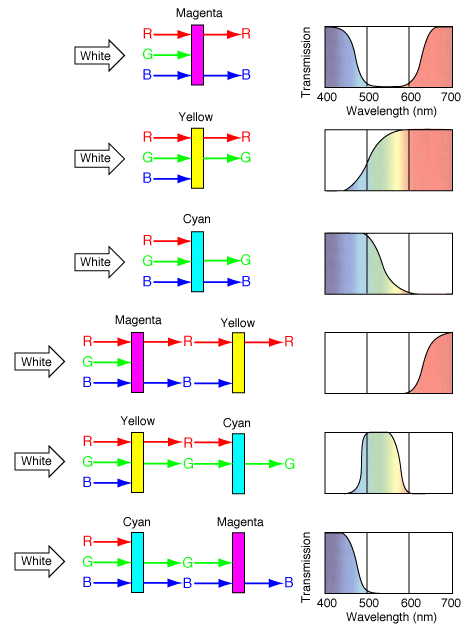 Magenta
R R
G
B B
White
Transmission
400 500 600 700
Wavelength (nm)
Yellow
R R
G G
B
White
Cyan
R
G G
B B
White
Magenta Yellow
R R R
G
B B
White
Yellow Cyan
R R
G G G
B
White
Cyan Magenta
R
G G
B B B
White
Transmission
400 500 600 700
Wavelength (nm)